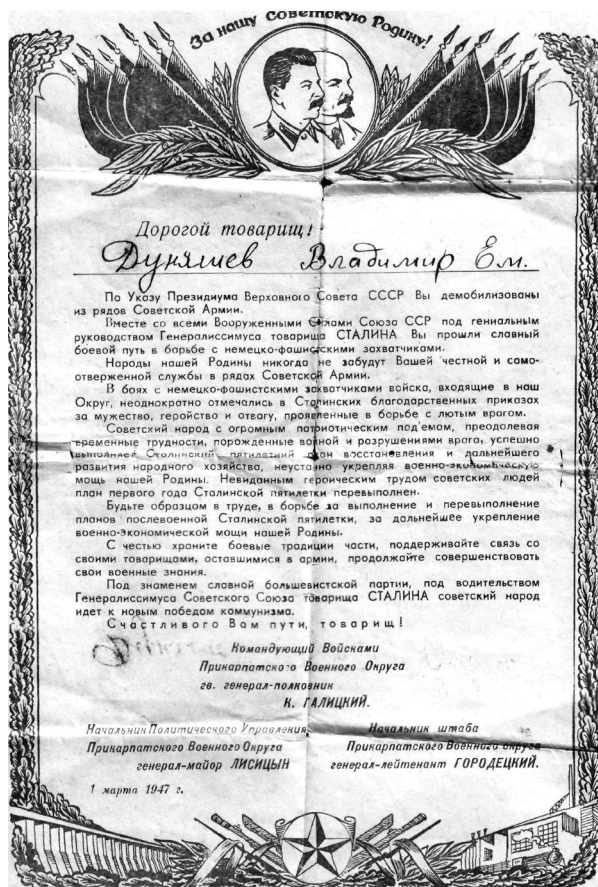 За нашу Советскую Родину!
Дорогой товарищ!
Дукяшев Владимир Ем.
По Указу Президиума Верховного Совета СССР Вы демобилизованы
из рядов Советской Армии.
Вместе со всеми Вооруженными Силами Союза ССР под гениальным
руководством Генералиссимуса товарища СТАЛИНА Вы прошли славный
боевой путь в борьбе с немецко-фашистскими захватчиками.
Народы нашей Родины никогда не забудут Вашей честной и само-
отверженной службы в рядах Советской Армии.
В боях с немецко-фашистскими захватчиками войска, входящие в наш
Округ, неоднократно отмечались в Сталинских благодарственных приказах
за мужество, геройство и отвагу, проявленные в борьбе с лютым врагом.
Советский народ с огромным патриотическим под'емом, преодолевая
временные трудности, порожденные войной и разрушениями врага, успешно
выполняет Сталинский пятилетний план восстановления и дальнейшего
развития народного хозяйства, неустанно укрепляя военно-экономическую
мощь нашей Родины. Невиданным героическим трудом советских людей
план первого года Сталинской пятилетки перевыполнен.
Будьте образцом в труде, в борьбе за выполнение и перевыполнение
планов послевоенной Сталинской пятилетки, за дальнейшее укрепление
военно-экономической мощи нашей Родины.
С честью храните боевые традиции части, поддерживайте связь со
своими товарищами, оставшимися в армии, продолжайте совершенствовать
свои военные знания.
Под знаменем славной большевистской партии, под водительством
Генералиссимуса Советского Союза товарища СТАЛИНА советский народ
идет к новым победам коммунизма.
Счастливого Вам пути, товарищ!
Командующий Войсками
Прикарпатского Военного Округа
гв. генерал-полковник
К. ГАЛИЦКИЙ.
Начальник Политического Управления
Прикарпатского Военного Округа
генерал-майор ЛИСИЦЫН
Начальник штаба
Прикарпатского Военного округа
генерал-лейтенант ГОРОДЕЦКИЙ.
1 марта 1947 г.